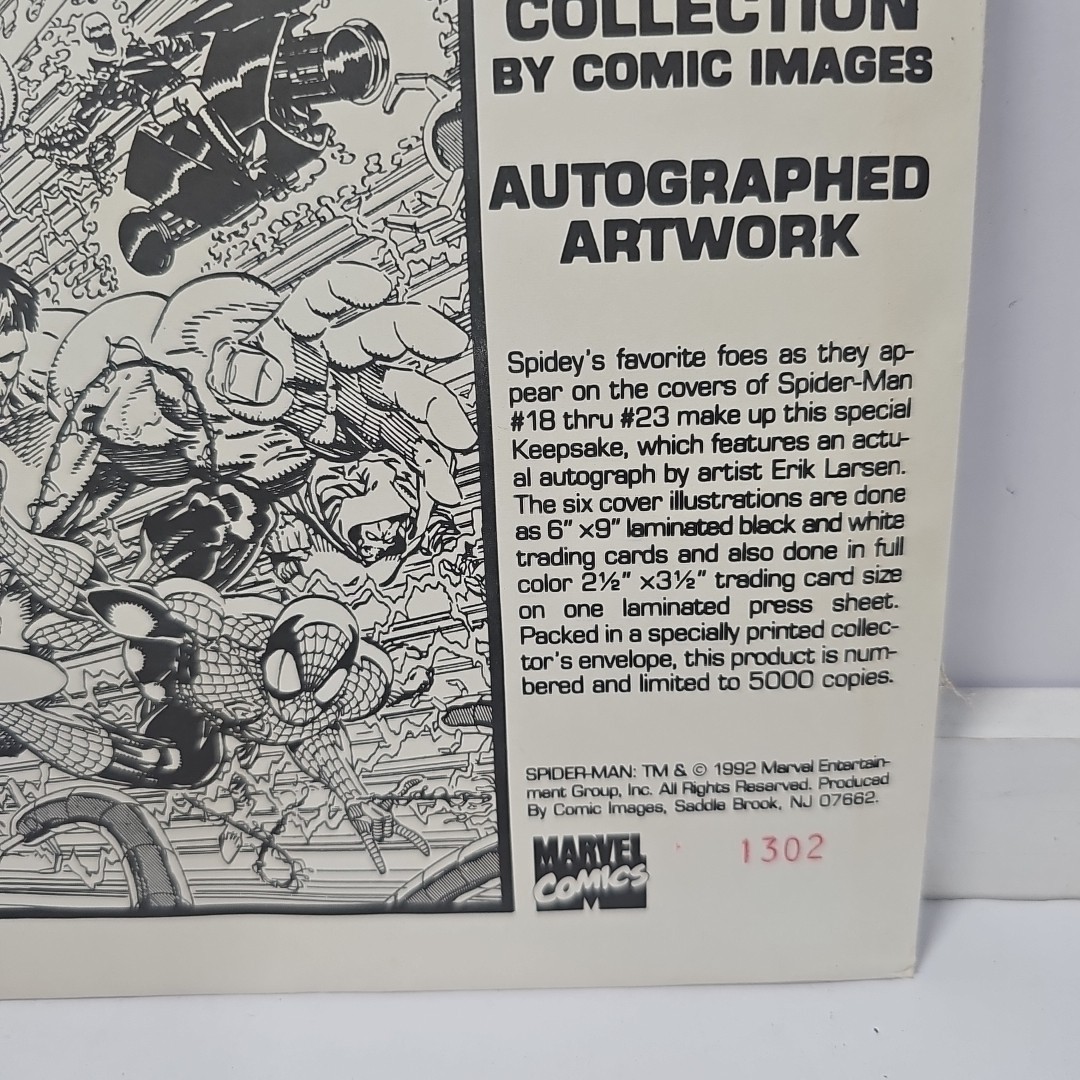 COLLECTION
BY COMIC IMAGES
AUTOGRAPHED
ARTWORK
Spidey's favorite foes as they ap-
pear on the covers of Spider-Man
#18 thru #23 make up this special
Keepsake, which features an actu-
al autograph by artist Erik Larsen.
The six cover illustrations are done
as 6" x9" laminated black and white
trading cards and also done in full
color 2½" x3½" trading card size
on one laminated press sheet.
Packed in a specially printed collec-
tor's envelope, this product is num-
bered and limited to 5000 copies.
SPIDER-MAN: TM & © 1992 Marvel Entertain-
ment Group, Inc. All Rights Reserved. Produced
By Comic Images, Saddle Brook, NJ 07662.
MARVEL
COMICS
1302